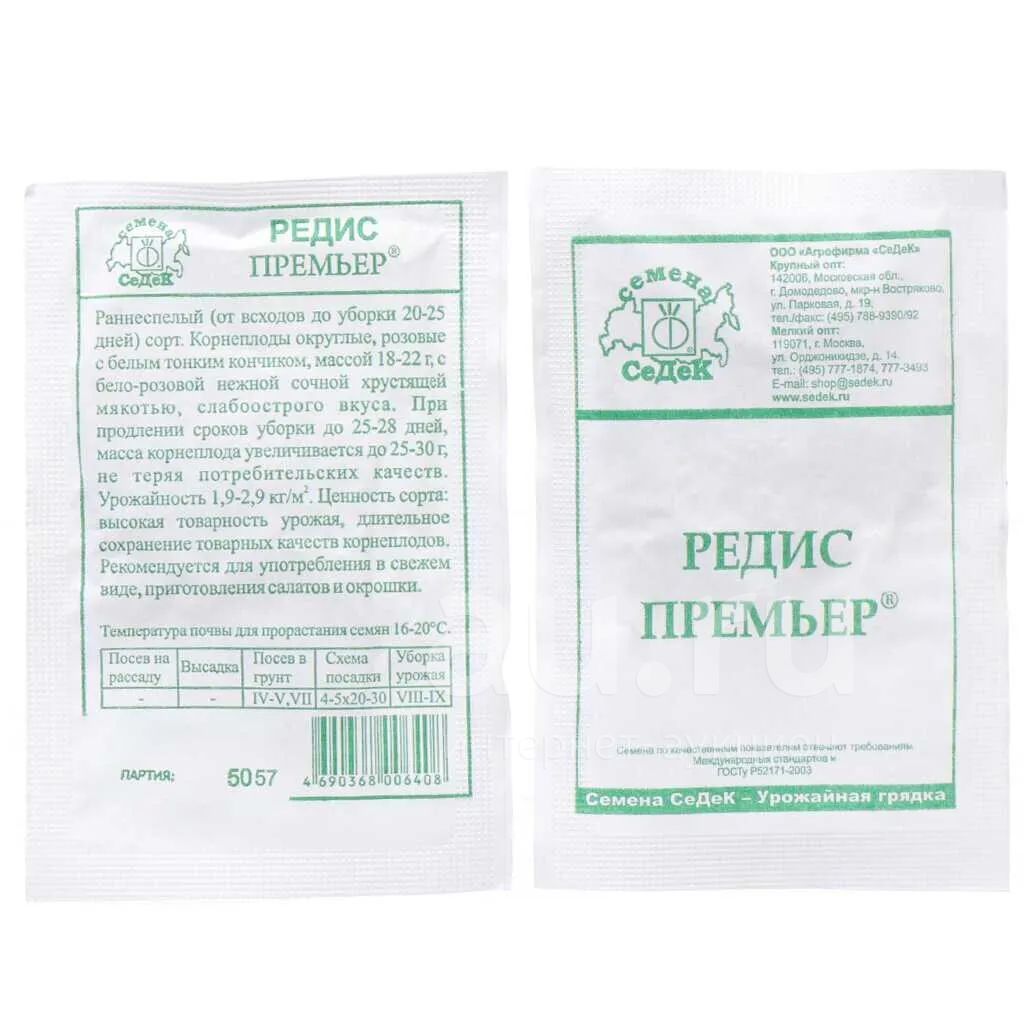 семена
СеДеК
РЕДИС
ПРЕМЬЕР®
Раннеспелый (от всходов до уборки 20-25
дней) сорт. Корнеплоды округлые, розовые
с белым тонким кончиком, массой 18-22 г, с
бело-розовой нежной сочной хрустящей
мякотью, слабоострого вкуса. При
продлении сроков уборки до 25-28 дней,
масса корнеплода увеличивается до 25-30 г,
не теряя потребительских качеств.
Урожайность 1,9-2,9 кг/м². Ценность сорта:
высокая товарность урожая, длительное
сохранение товарных качеств корнеплодов.
Рекомендуется для употребления в свежем
виде, приготовления салатов и окрошки.
Температура почвы для прорастания семян 16-20°С.
Посев на рассаду Высадка Посев в грунт Схема посадки Уборка урожая
- - IV-V,VII 4-5х20-30 VIII-IX
ПАРТИЯ: 5057
4 690368 006408
семена
СеДеК
ООО «Агрофирма «СеДеК»
Крупный опт:
142006, Московская обл.,
г. Домодедово, мкр-н Востряково,
ул. Парковая, д. 19,
тел./факс: (495) 788-9390/92
Мелкий опт:
119071, г. Москва,
ул. Орджоникидзе, д. 14.
тел.: (495) 777-1874, 777-3493
E-mail: shop@sedek.ru
www.sedek.ru
РЕДИС
ПРЕМЬЕР®
au.ru
интернет-аукцион
Семена по качественным показателям отвечают требованиям
Международных стандартов и
ГОСТу Р52171-2003
Семена СеДеК – Урожайная грядка